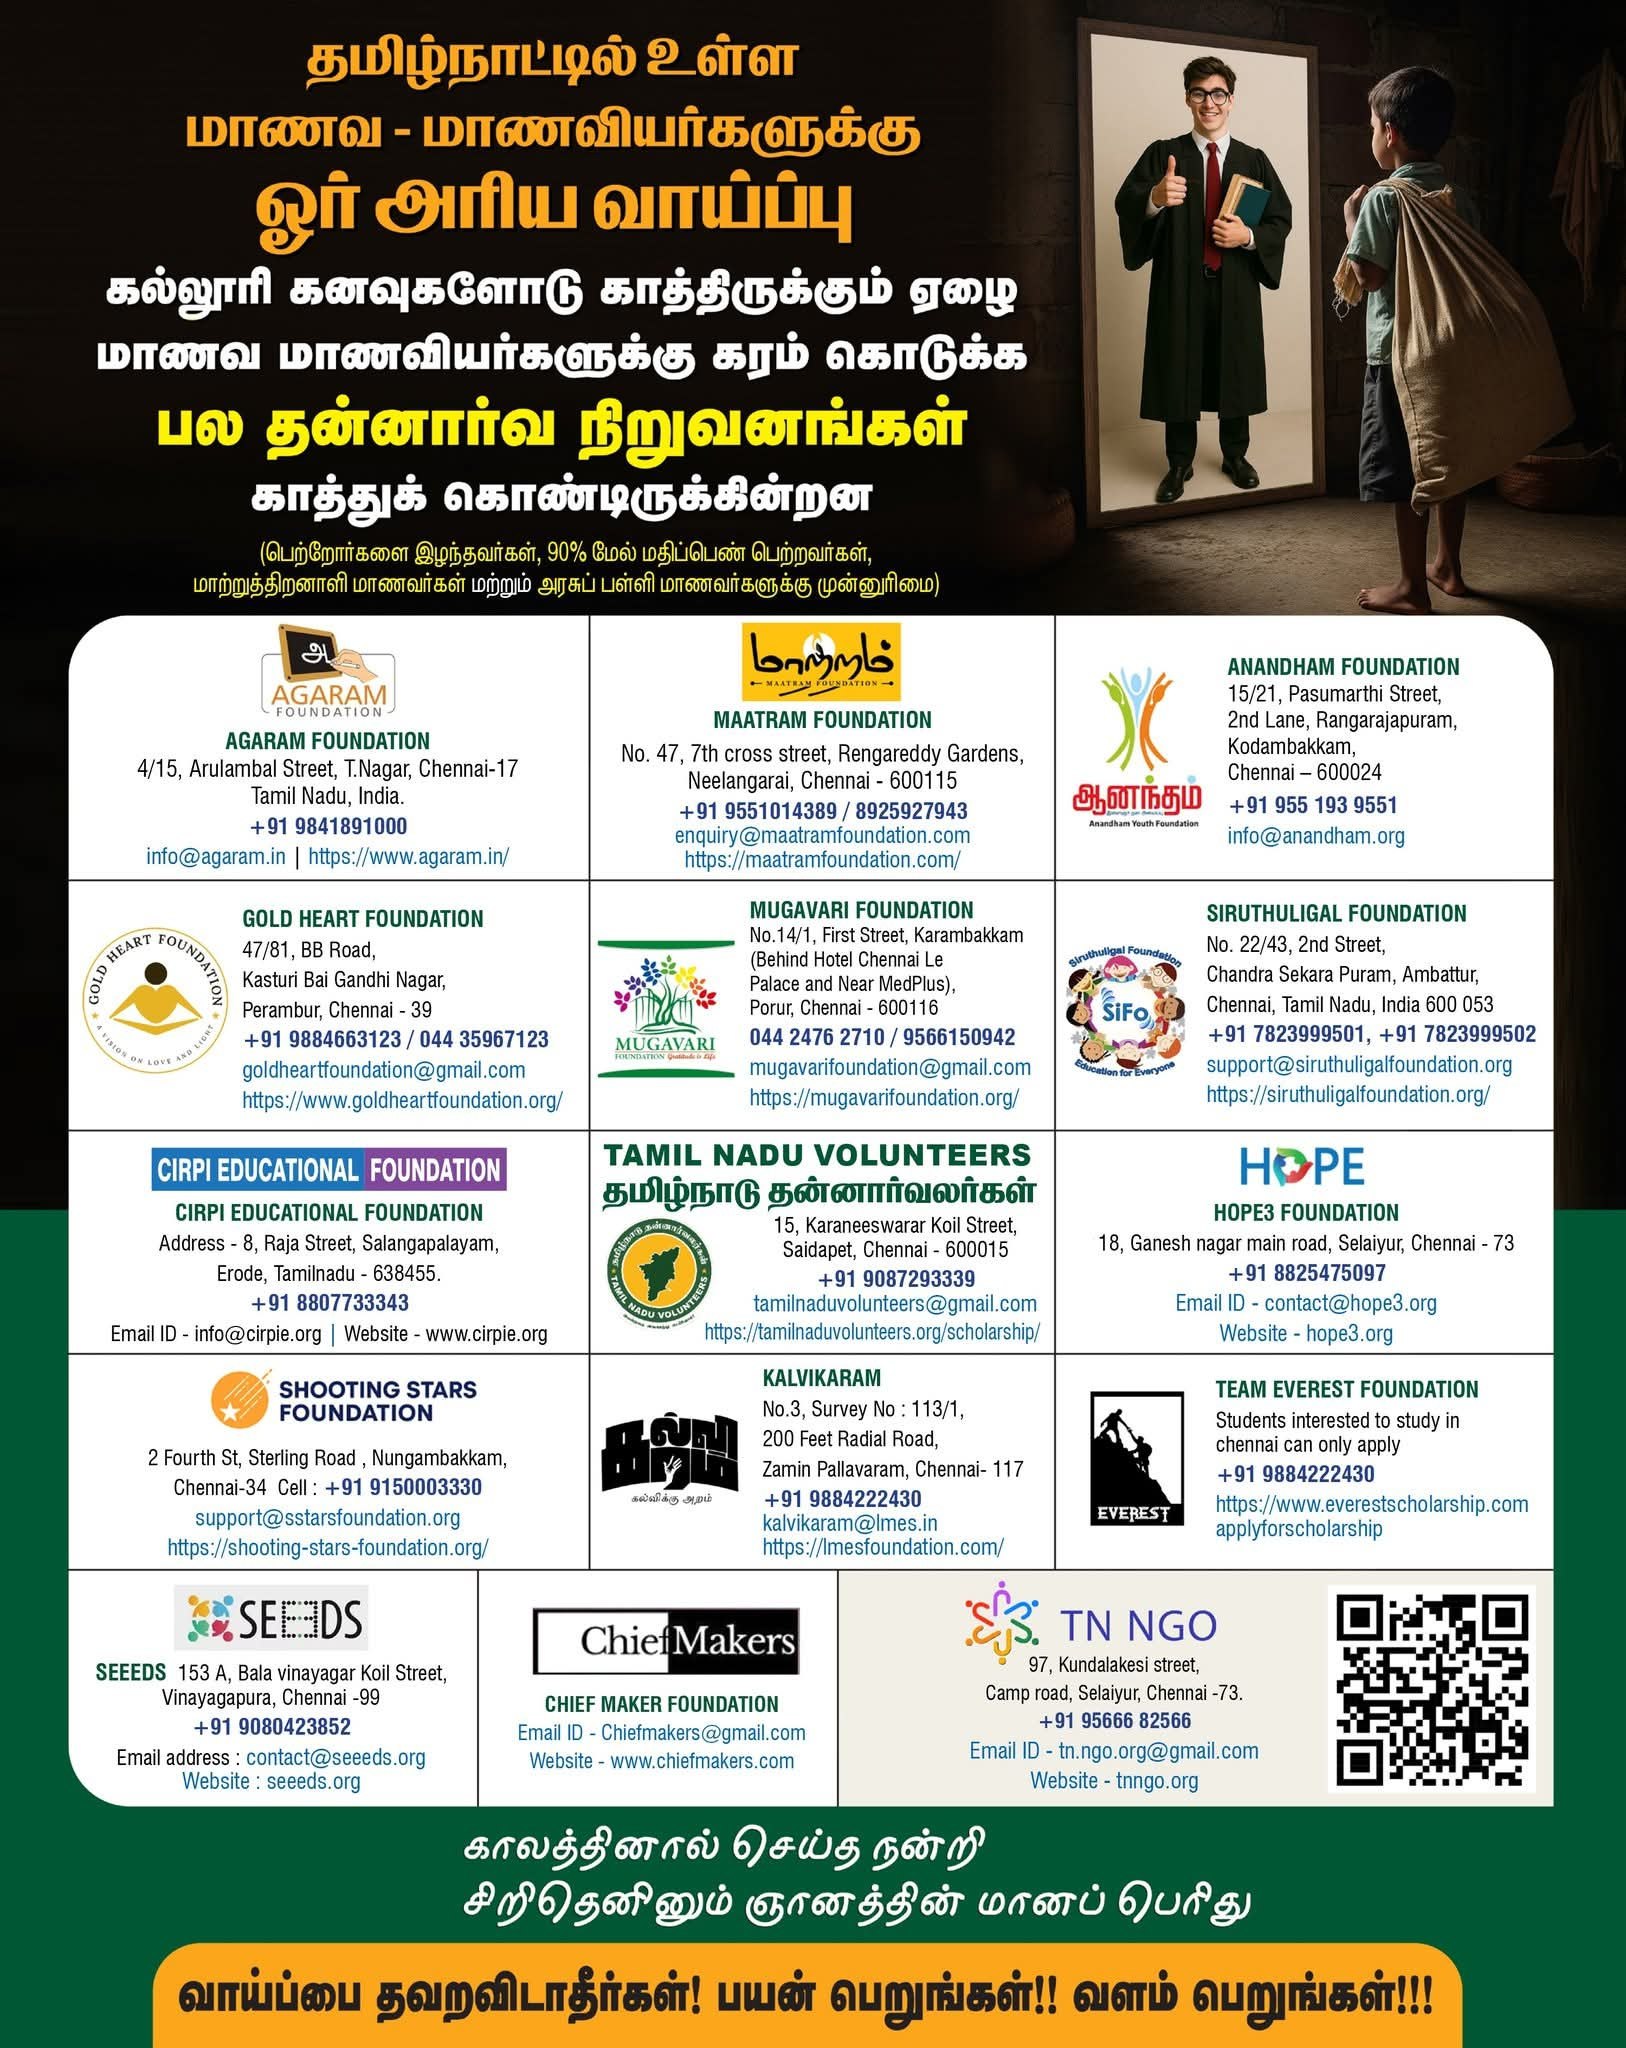 தமிழ்நாட்டில் உள்ள
மாணவ - மாணவியர்களுக்கு
ஓர் அரிய வாய்ப்பு
கல்லூரி கனவுகளோடு காத்திருக்கும் ஏழை
மாணவ மாணவியர்களுக்கு கரம் கொடுக்க
பல தன்னார்வ நிறுவனங்கள்
காத்துக் கொண்டிருக்கின்றன
(பெற்றோர்களை இழந்தவர்கள், 90% மேல் மதிப்பெண் பெற்றவர்கள்,
மாற்றுத்திறனாளி மாணவர்கள் மற்றும் அரசுப் பள்ளி மாணவர்களுக்கு முன்னுரிமை)
அ
AGARAM
FOUNDATION
AGARAM FOUNDATION
4/15, Arulambal Street, T.Nagar, Chennai-17
Tamil Nadu, India.
+91 9841891000
info@agaram.in | https://www.agaram.in/
மாற்றம்
MAATRAM FOUNDATION
MAATRAM FOUNDATION
No. 47, 7th cross street, Rengareddy Gardens,
Neelangarai, Chennai - 600115
+91 9551014389 / 8925927943
enquiry@maatramfoundation.com
https://maatramfoundation.com/
ஆனந்தம்
Anandham Youth Foundation
ANANDHAM FOUNDATION
15/21, Pasumarthi Street,
2nd Lane, Rangarajapuram,
Kodambakkam,
Chennai – 600024
+91 955 193 9551
info@anandham.org
GOLD HEART FOUNDATION
A VISION ON LOVE AND LIGHT
GOLD HEART FOUNDATION
47/81, BB Road,
Kasturi Bai Gandhi Nagar,
Perambur, Chennai - 39
+91 9884663123 / 044 35967123
goldheartfoundation@gmail.com
https://www.goldheartfoundation.org/
MUGAVARI
FOUNDATION Gratitude is Life
MUGAVARI FOUNDATION
No.14/1, First Street, Karambakkam
(Behind Hotel Chennai Le
Palace and Near MedPlus),
Porur, Chennai - 600116
044 2476 2710 / 9566150942
mugavarifoundation@gmail.com
https://mugavarifoundation.org/
Siruthuligal Foundation
SiFo
Education for Everyone
SIRUTHULIGAL FOUNDATION
No. 22/43, 2nd Street,
Chandra Sekara Puram, Ambattur,
Chennai, Tamil Nadu, India 600 053
+91 7823999501, +91 7823999502
support@siruthuligalfoundation.org
https://siruthuligalfoundation.org/
CIRPI EDUCATIONAL FOUNDATION
CIRPI EDUCATIONAL FOUNDATION
Address - 8, Raja Street, Salangapalayam,
Erode, Tamilnadu - 638455.
+91 8807733343
Email ID - info@cirpie.org | Website - www.cirpie.org
TAMIL NADU VOLUNTEERS
தமிழ்நாடு தன்னார்வலர்கள்
தமிழ்நாடு தன்னார்வலர்கள்
TAMIL NADU VOLUNTEERS
15, Karaneeswarar Koil Street,
Saidapet, Chennai - 600015
+91 9087293339
tamilnaduvolunteers@gmail.com
https://tamilnaduvolunteers.org/scholarship/
HOPE
HOPE3 FOUNDATION
18, Ganesh nagar main road, Selaiyur, Chennai - 73
+91 8825475097
Email ID - contact@hope3.org
Website - hope3.org
SHOOTING STARS
FOUNDATION
2 Fourth St, Sterling Road , Nungambakkam,
Chennai-34 Cell : +91 9150003330
support@sstarsfoundation.org
https://shooting-stars-foundation.org/
கல்வி
கரம்
கல்விக்கு அறம்
KALVIKARAM
No.3, Survey No : 113/1,
200 Feet Radial Road,
Zamin Pallavaram, Chennai- 117
+91 9884222430
kalvikaram@lmes.in
https://lmesfoundation.com/
EVEREST
TEAM EVEREST FOUNDATION
Students interested to study in
chennai can only apply
+91 9884222430
https://www.everestscholarship.com
applyforscholarship
SEEEDS
SEEEDS 153 A, Bala vinayagar Koil Street,
Vinayagapura, Chennai -99
+91 9080423852
Email address : contact@seeeds.org
Website : seeeds.org
ChiefMakers
CHIEF MAKER FOUNDATION
Email ID - Chiefmakers@gmail.com
Website - www.chiefmakers.com
TN NGO
97, Kundalakesi street,
Camp road, Selaiyur, Chennai -73.
+91 95666 82566
Email ID - tn.ngo.org@gmail.com
Website - tnngo.org
காலத்தினால் செய்த நன்றி
சிறிதெனினும் ஞானத்தின் மானப் பெரிது
வாய்ப்பை தவறவிடாதீர்கள்! பயன் பெறுங்கள்!! வளம் பெறுங்கள்!!!